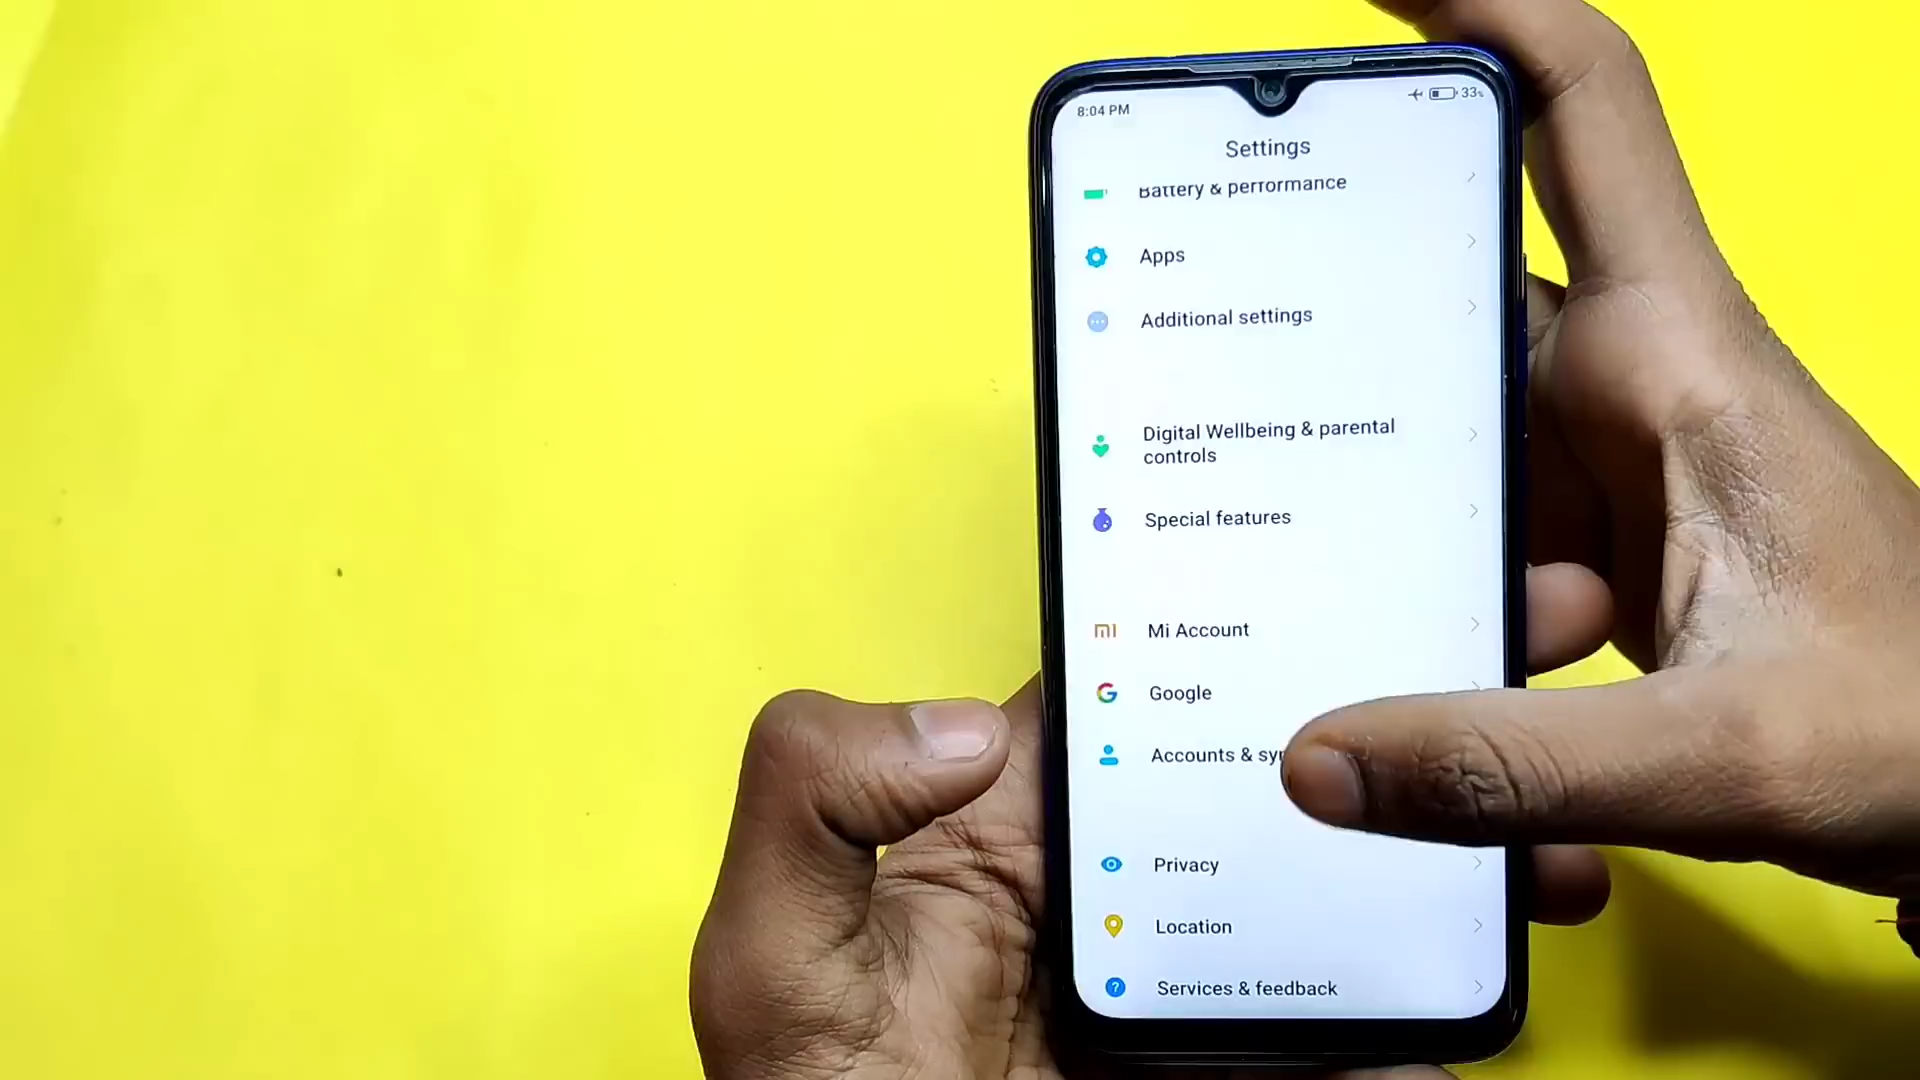 8:04 PM
33%
Settings
Battery & performance
Apps
Additional settings
Digital Wellbeing & parental
controls
Special features
Mi Account
Google
Accounts &
Privacy
Location
Services & feedback